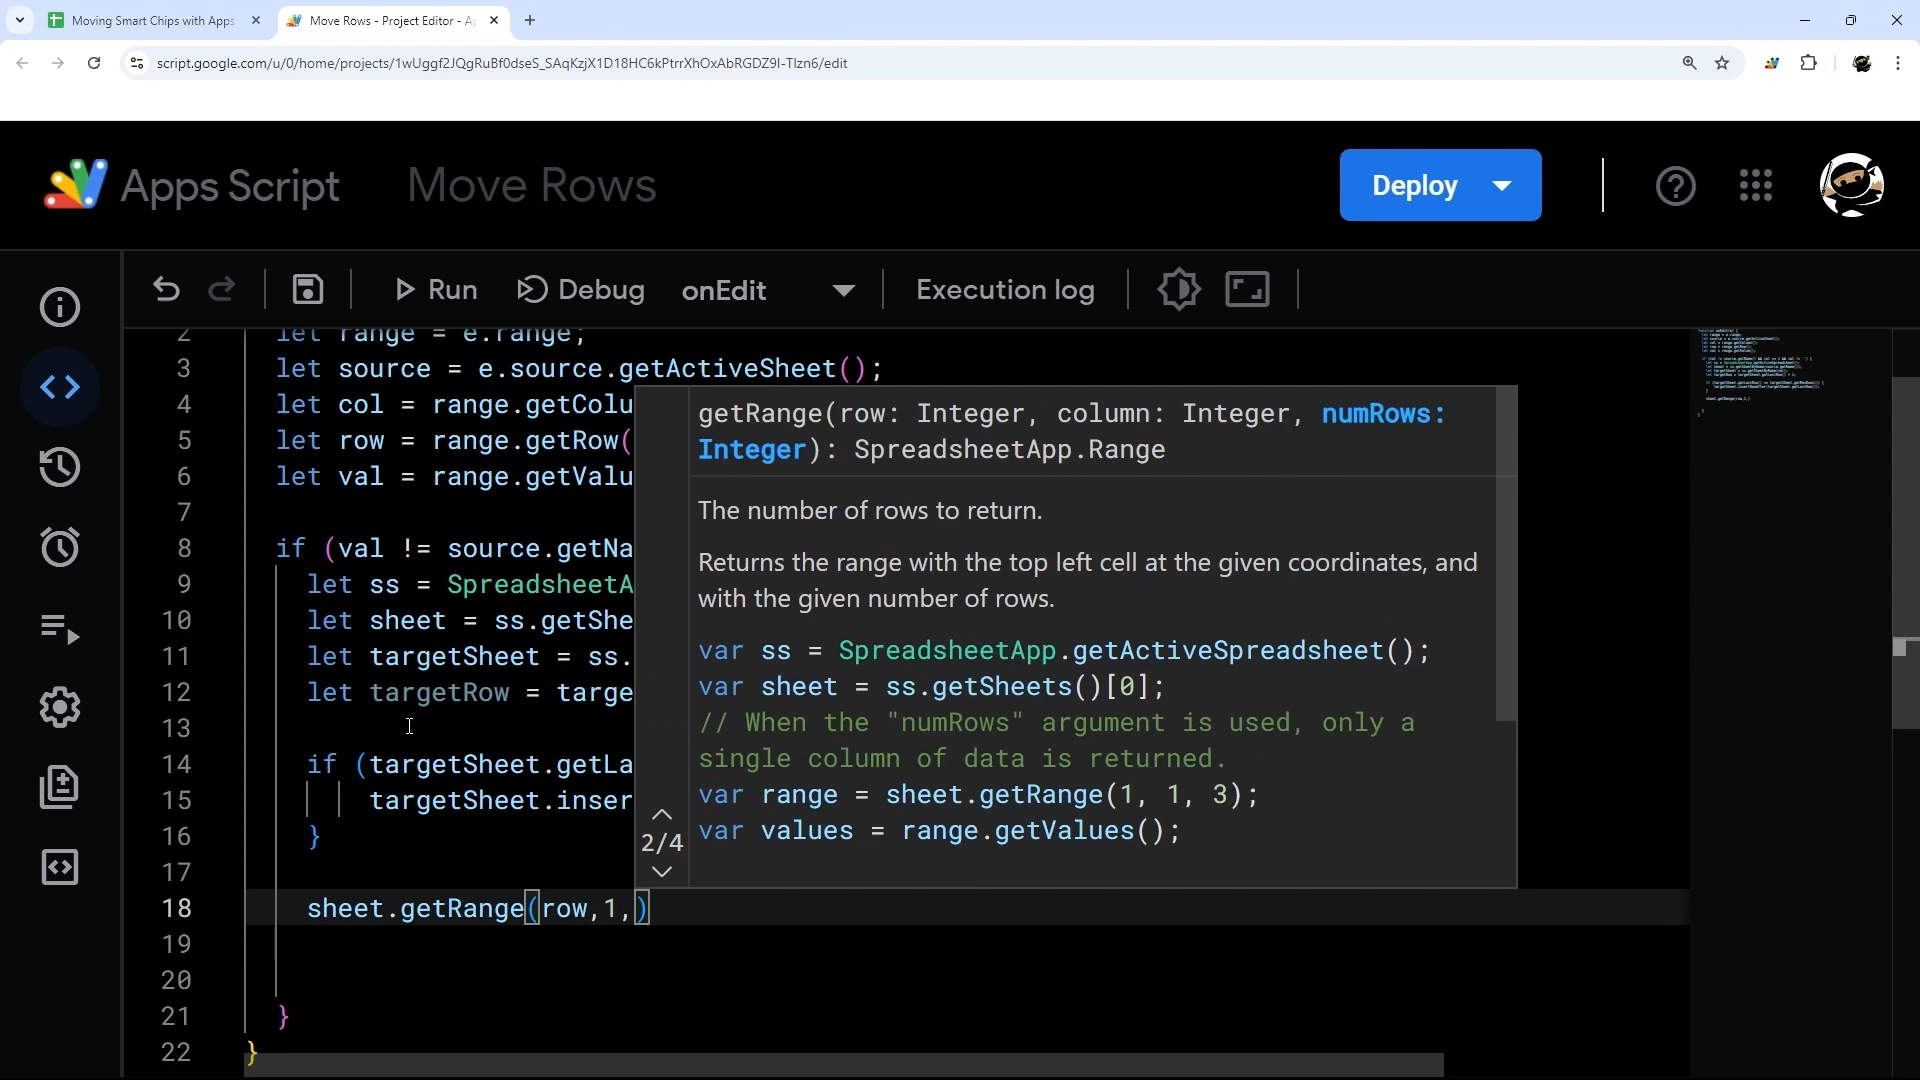 Moving Smart Chips with Apps
Move Rows - Project Editor - Ap
script.google.com/u/0/home/projects/1wUggf2JQgRuBf0dseS_SAqKzjX1D18HC6kPtrrXhOxAbRGDZ9I-TIzn6/edit
Apps Script
Move Rows
Deploy
Run
Debug
onEdit
Execution log
2 let range = e.range;
3 let source = e.source.getActiveSheet();
4 let col = range.getColu
5 let row = range.getRow(
6 let val = range.getValu
7
8 if (val != source.getNa
9 let ss = SpreadsheetA
10 let sheet = ss.getShe
11 let targetSheet = ss.
12 let targetRow = targe
13
14 if (targetSheet.getLa
15 targetSheet.inser
16 }
17
18 sheet.getRange(row,1,)
19
20
21 }
22 }
getRange(row: Integer, column: Integer, numRows:
Integer): SpreadsheetApp.Range
The number of rows to return.
Returns the range with the top left cell at the given coordinates, and
with the given number of rows.
var ss = SpreadsheetApp.getActiveSpreadsheet();
var sheet = ss.getSheets()[0];
// When the "numRows" argument is used, only a
single column of data is returned.
var range = sheet.getRange(1, 1, 3);
var values = range.getValues();
2/4